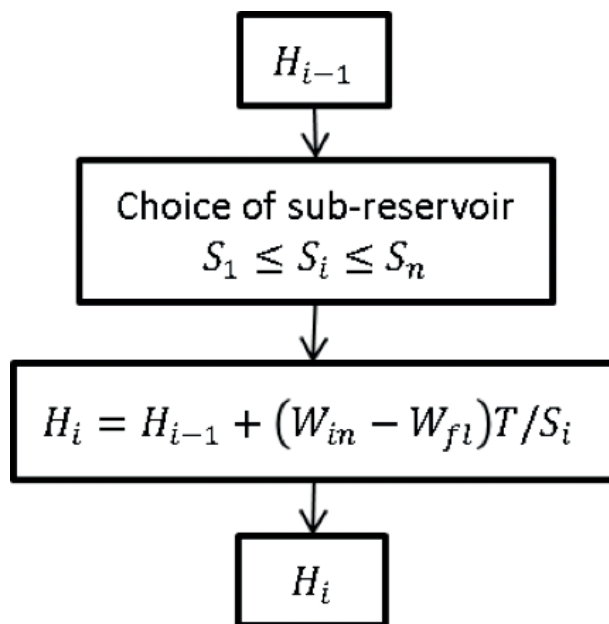 H_{i-1}
Choice of sub-reservoir
S_1 ≤ S_i ≤ S_n
H_i = H_{i-1} + (W_{in} − W_{fl})T/S_i
H_i